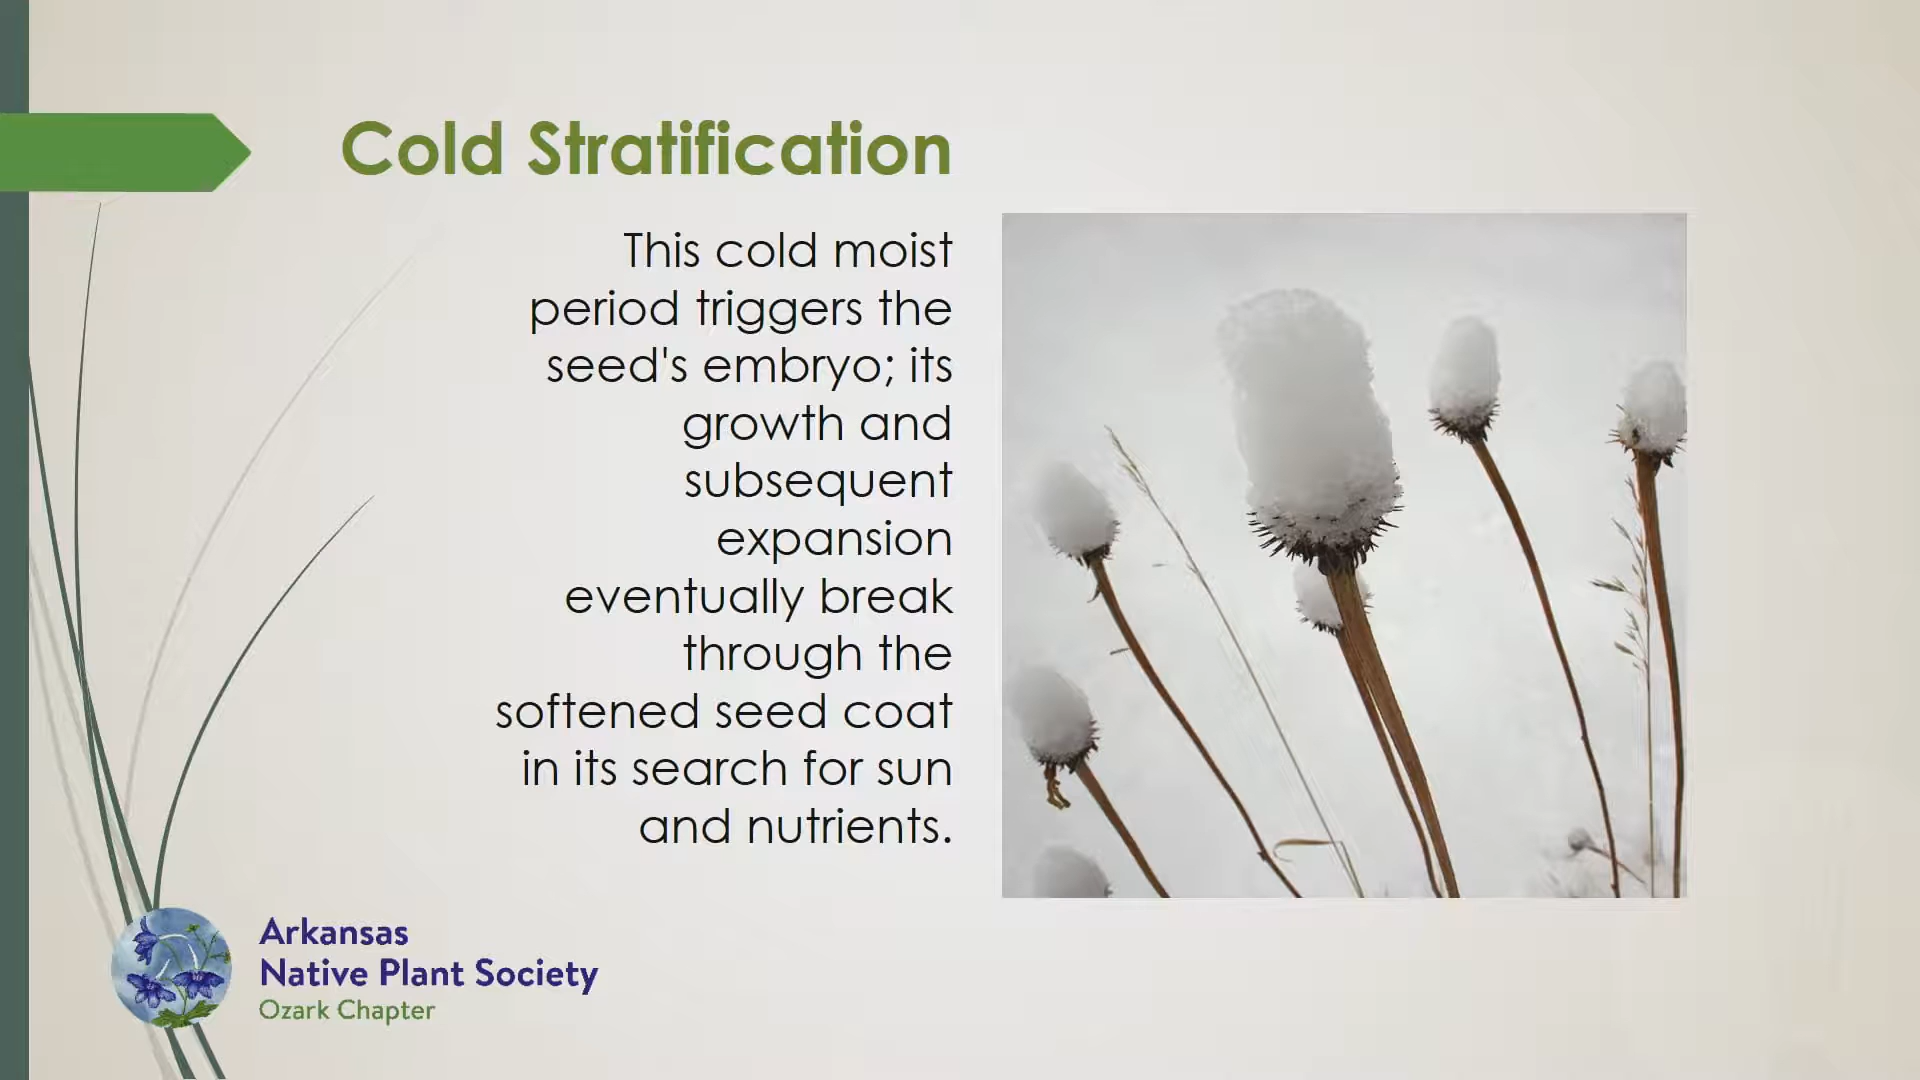 Cold Stratification
This cold moist
period triggers the
seed's embryo; its
growth and
subsequent
expansion
eventually break
through the
softened seed coat
in its search for sun
and nutrients.
Arkansas
Native Plant Society
Ozark Chapter